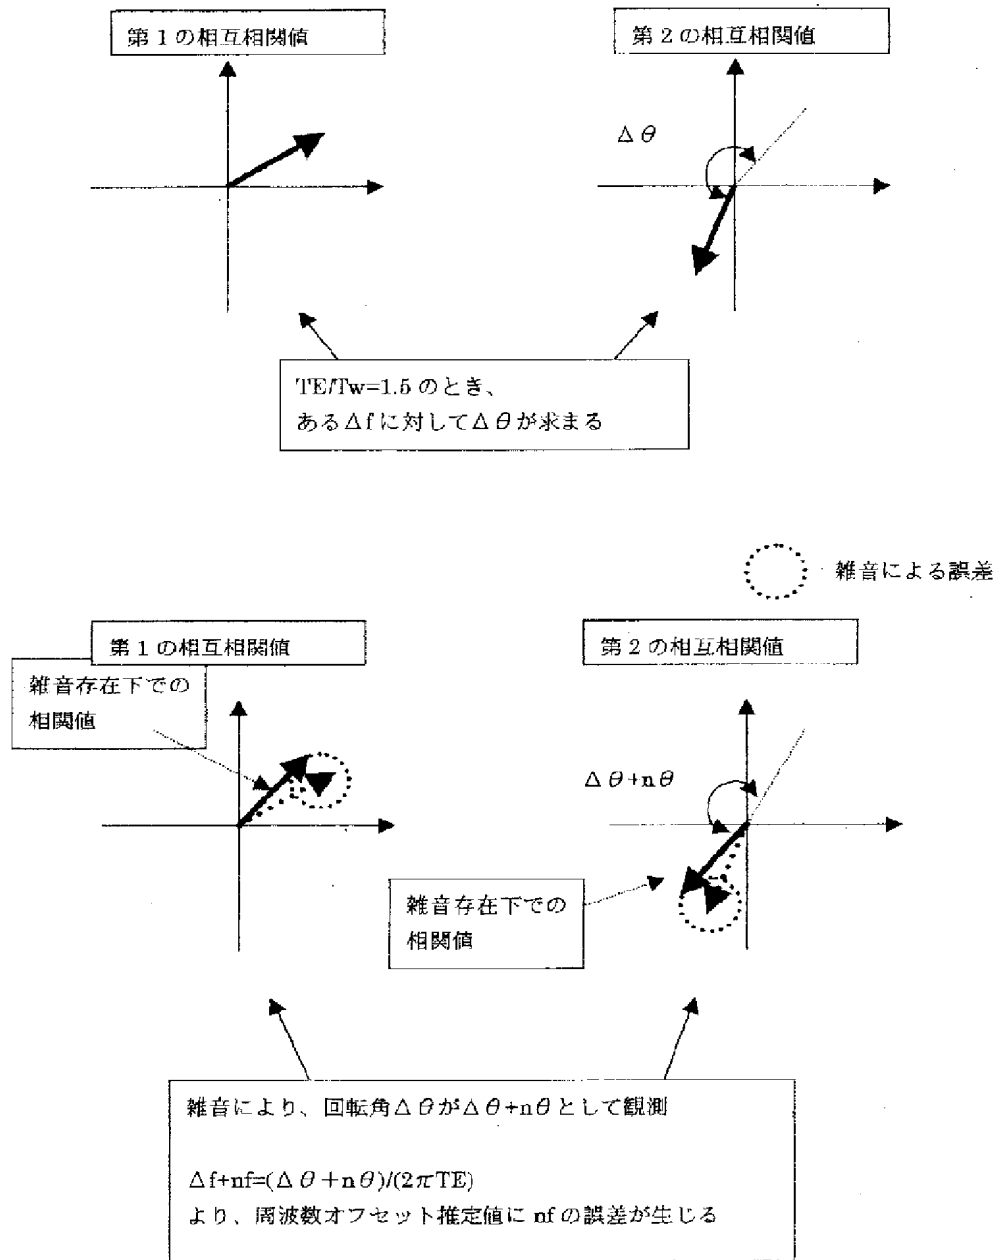 第1の相互相関値
第2の相互相関値
Δθ
TE/Tw=1.5のとき、
あるΔfに対してΔθが求まる
雑音による誤差
第1の相互相関値
第2の相互相関値
雑音存在下での
相関値
Δθ+nθ
雑音存在下での
相関値
雑音により、回転角ΔθがΔθ+nθとして観測
Δf+nf=(Δθ+nθ)/(2πTE)
より、周波数オフセット推定値にnfの誤差が生じる